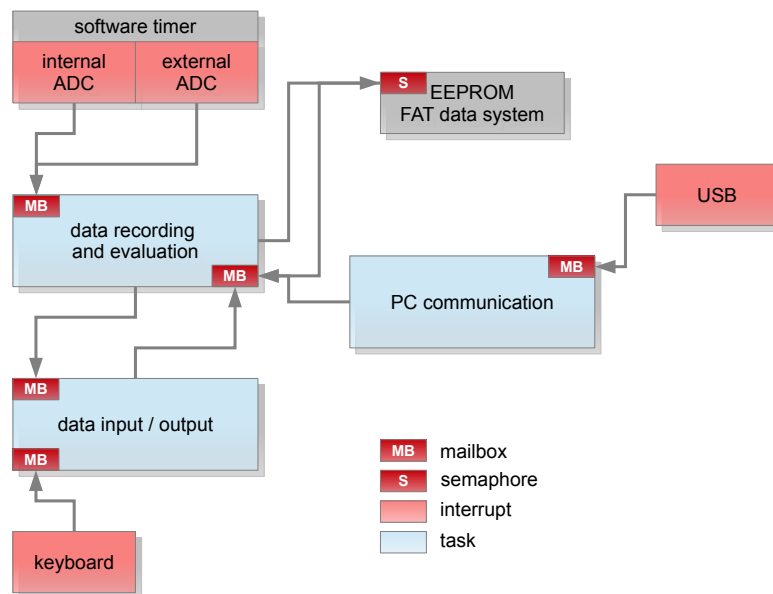 software timer
internal
ADC
external
ADC
S
EEPROM
FAT data system
MB
data recording
and evaluation
MB
USB
MB
PC communication
MB
data input / output
MB
keyboard
MB mailbox
S semaphore
interrupt
task